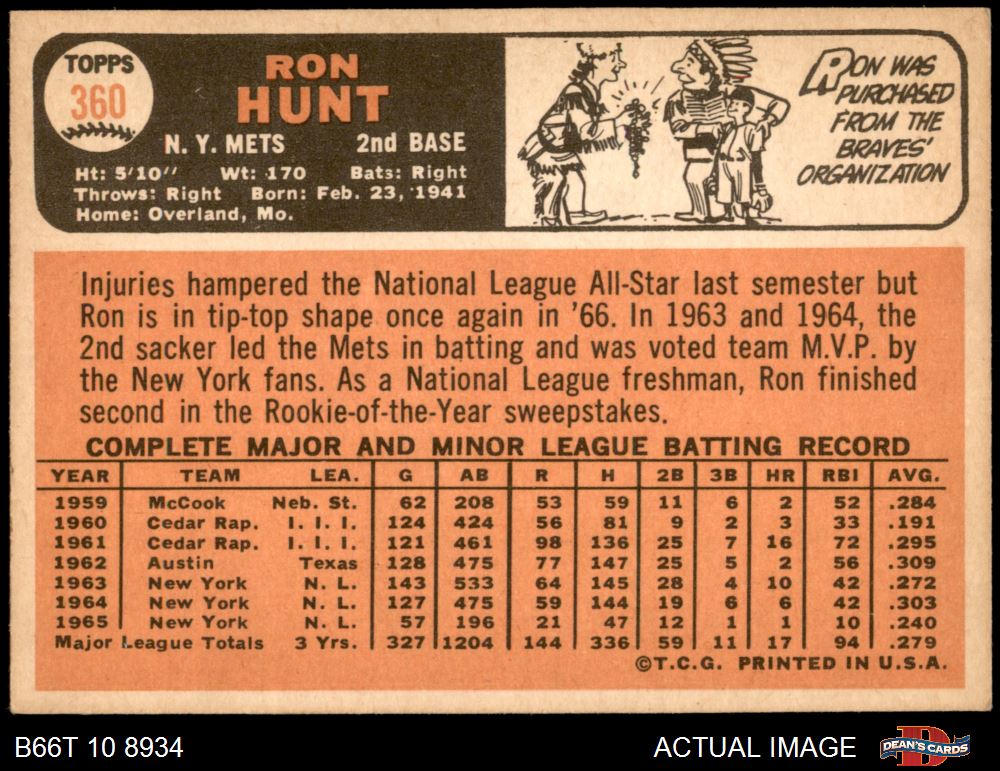 TOPPS
360
RON
HUNT
N. Y. METS 2nd BASE
Ht: 5'10" Wt: 170 Bats: Right
Throws: Right Born: Feb. 23, 1941
Home: Overland, Mo.
RON WAS
PURCHASED
FROM THE
BRAVES'
ORGANIZATION
Injuries hampered the National League All-Star last semester but
Ron is in tip-top shape once again in '66. In 1963 and 1964, the
2nd sacker led the Mets in batting and was voted team M.V.P. by
the New York fans. As a National League freshman, Ron finished
second in the Rookie-of-the-Year sweepstakes.
COMPLETE MAJOR AND MINOR LEAGUE BATTING RECORD
YEAR TEAM LEA. G AB R H 2B 3B HR RBI AVG.
1959 McCook Neb. St. 62 208 53 59 11 6 2 52 .284
1960 Cedar Rap. I. I. I. 124 424 56 81 9 2 3 33 .191
1961 Cedar Rap. I. I. I. 121 461 98 136 25 7 16 72 .295
1962 Austin Texas 128 475 77 147 25 5 2 56 .309
1963 New York N. L. 143 533 64 145 28 4 10 42 .272
1964 New York N. L. 127 475 59 144 19 6 6 42 .303
1965 New York N. L. 57 196 21 47 12 1 1 10 .240
Major League Totals 3 Yrs. 327 1204 144 336 59 11 17 94 .279
©T.C.G. PRINTED IN U.S.A.
B66T 10 8934 ACTUAL IMAGE DEAN'S CARDS